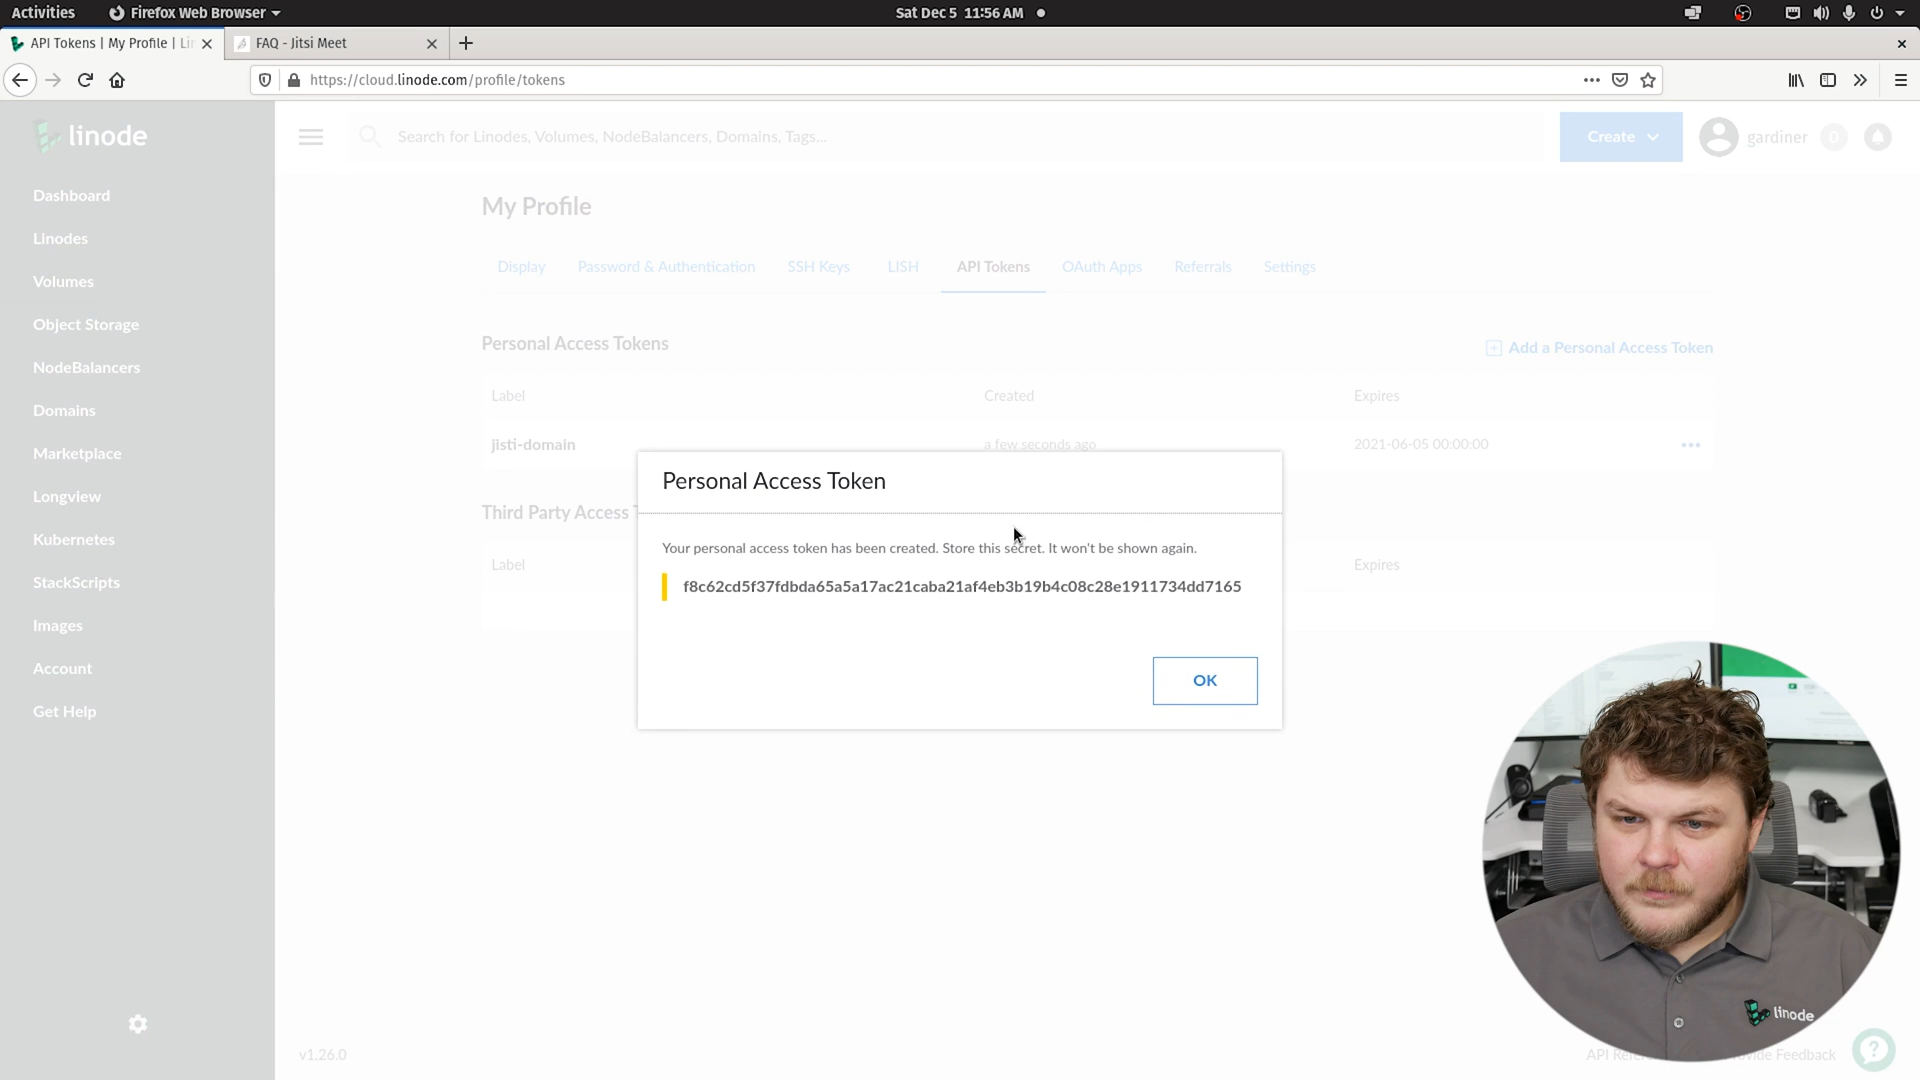 Activities
Firefox Web Browser
Sat Dec 5 11:56 AM
API Tokens | My Profile | Li
FAQ - Jitsi Meet
https://cloud.linode.com/profile/tokens
linode
Search for Linodes, Volumes, NodeBalancers, Domains, Tags...
Create
gardiner
0
Dashboard
Linodes
Volumes
Object Storage
NodeBalancers
Domains
Marketplace
Longview
Kubernetes
StackScripts
Images
Account
Get Help
My Profile
Display
Password & Authentication
SSH Keys
LISH
API Tokens
OAuth Apps
Referrals
Settings
Personal Access Tokens
Add a Personal Access Token
Label
Created
Expires
jisti-domain
a few seconds ago
2021-06-05 00:00:00
Third Party Access
Label
Expires
Personal Access Token
Your personal access token has been created. Store this secret. It won't be shown again.
f8c62cd5f37fdbda65a5a17ac21caba21af4eb3b19b4c08c28e1911734dd7165
OK
linode
v1.26.0
API
Feedback
?